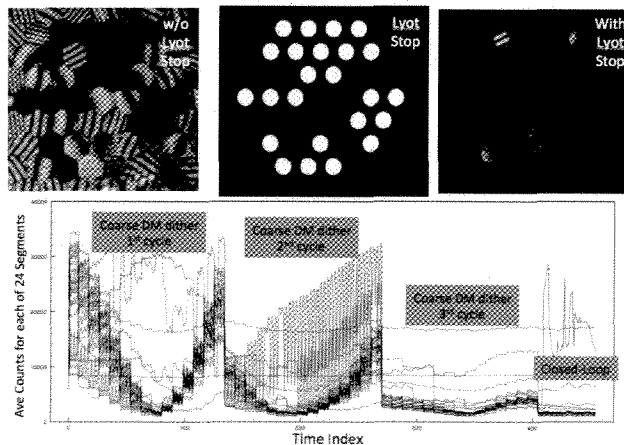 w/o
Lyot
Stop
Lyot
Stop
With
Lyot
Stop
Ave Counts for each of 24 Segments
Coarse DM dither
1st cycle
Coarse DM dither
2nd cycle
Coarse DM dither
3rd cycle
Closed-Loop
0
Time Index